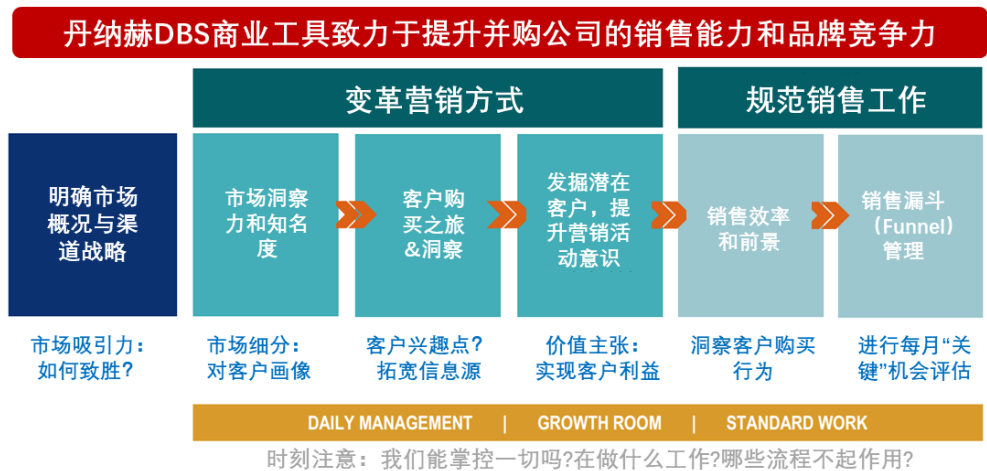 丹纳赫DBS商业工具致力于提升并购公司的销售能力和品牌竞争力
变革营销方式
规范销售工作
明确市场
概况与渠
道战略
市场洞察
力和知名
度
客户购
买之旅
&洞察
发掘潜在
客户，提
升营销活
动意识
销售效率
和前景
销售漏斗
（Funnel）
管理
市场吸引力：
如何致胜？
市场细分：
对客户画像
客户兴趣点？
拓宽信息源
价值主张：
实现客户利益
洞察客户购买
行为
进行每月“关
键”机会评估
DAILY MANAGEMENT | GROWTH ROOM | STANDARD WORK
时刻注意：我们能掌控一切吗?在做什么工作?哪些流程不起作用?